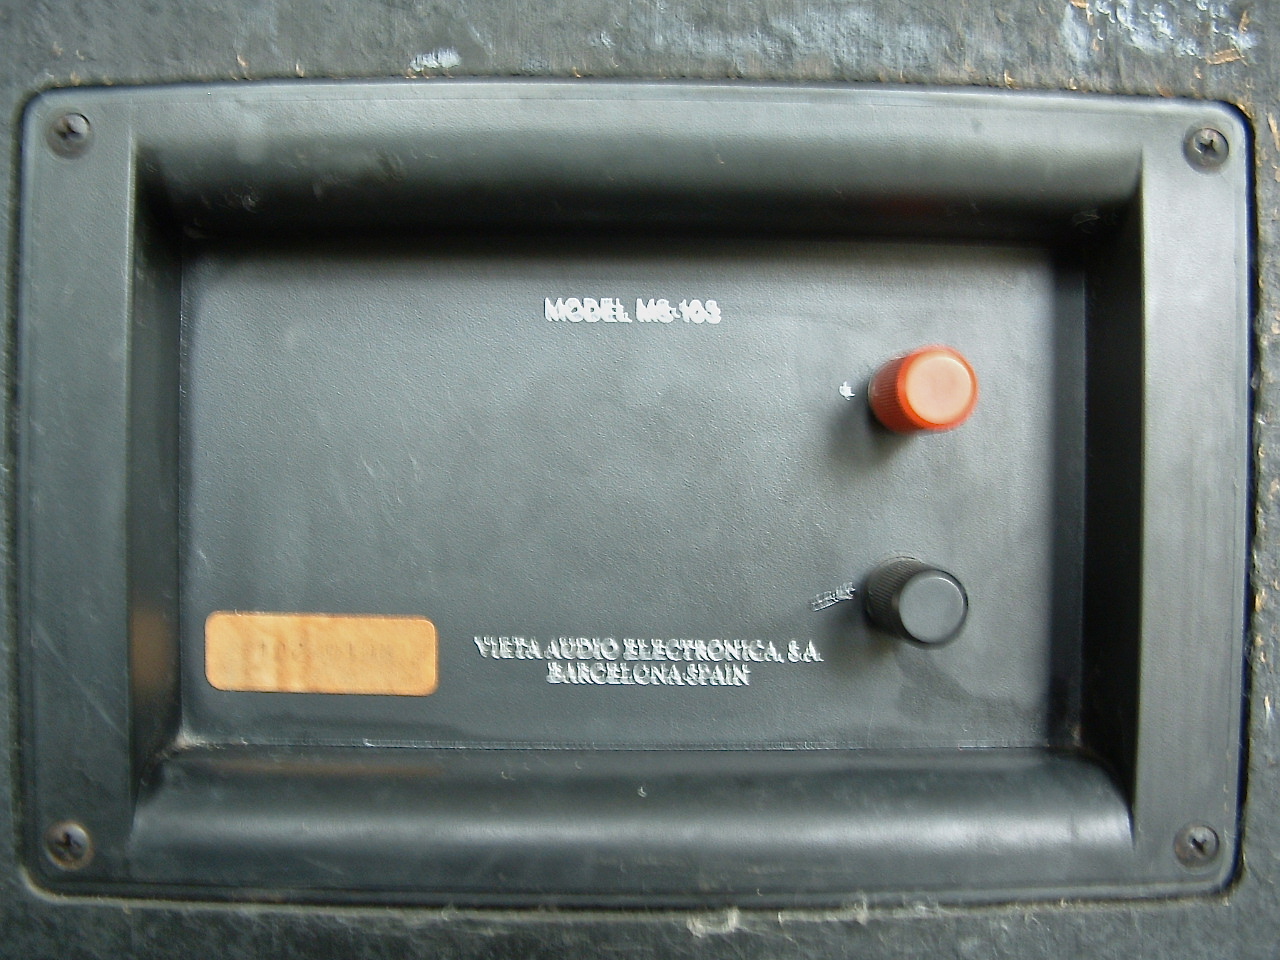 MODEL MS-103
+
VIETA AUDIO ELECTRONICA, S.A.
BARCELONA-SPAIN